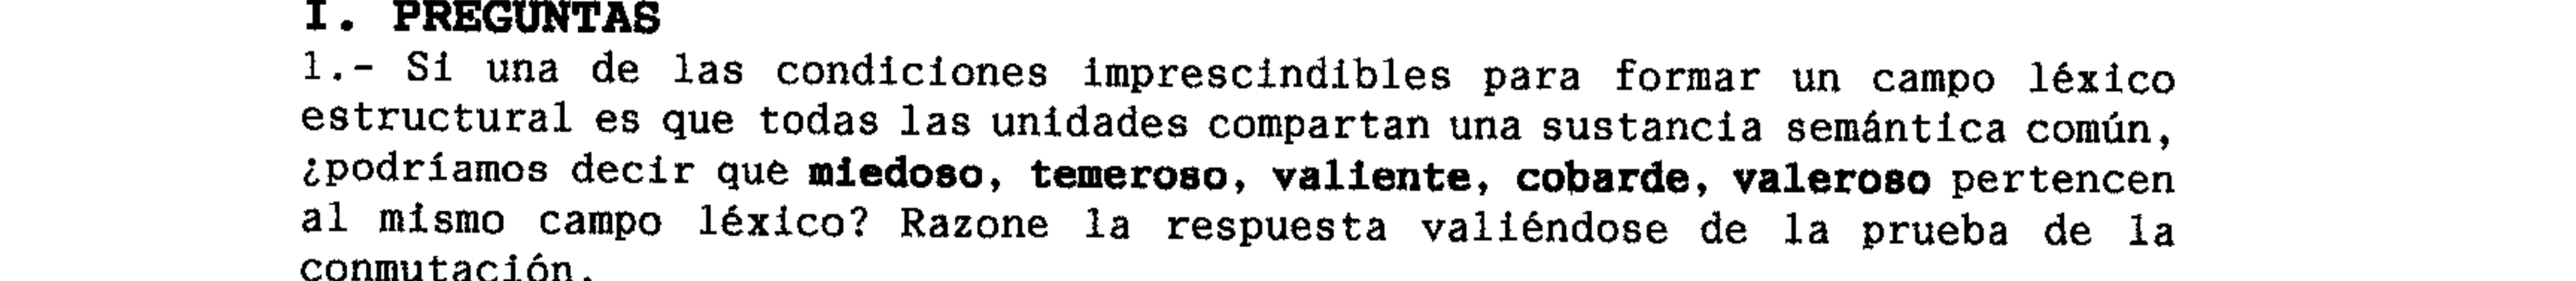 I. PREGUNTAS
1.- Si una de las condiciones imprescindibles para formar un campo léxico
estructural es que todas las unidades compartan una sustancia semántica común,
¿podríamos decir que miedoso, temeroso, valiente, cobarde, valeroso pertencen
al mismo campo léxico? Razone la respuesta valiéndose de la prueba de la
conmutación.